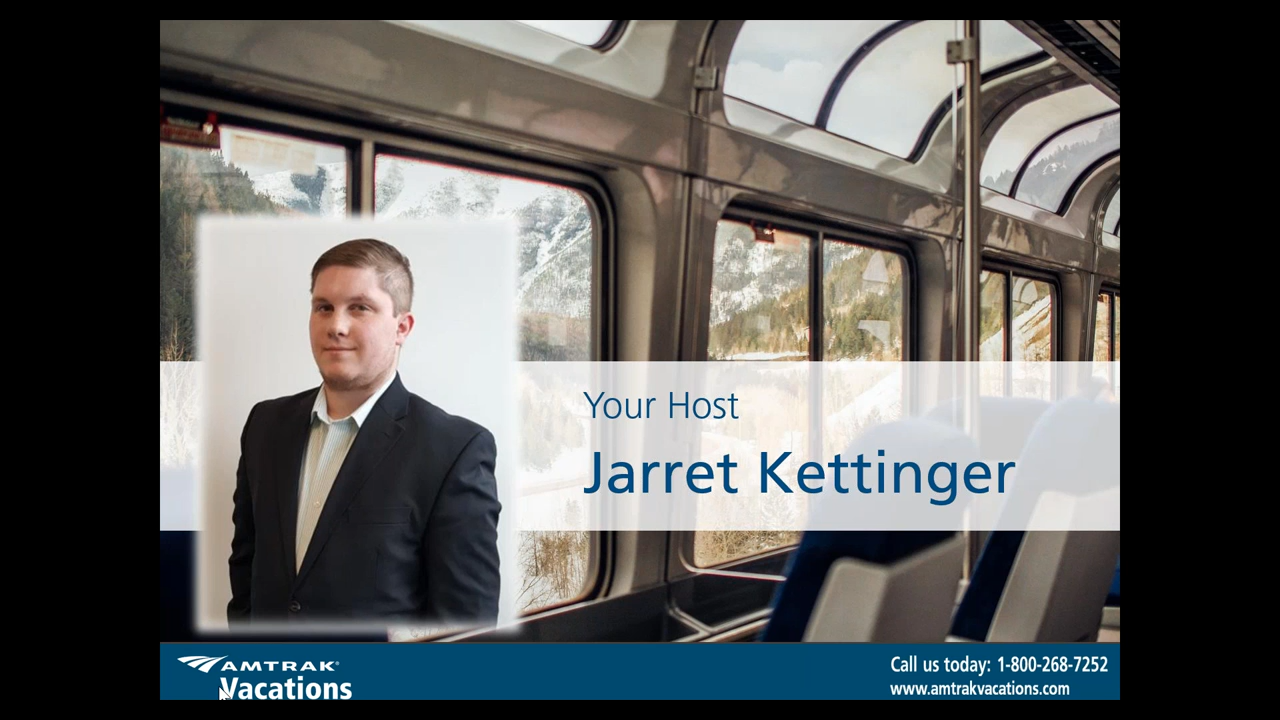 Your Host
Jarret Kettinger
AMTRAK®
Vacations
Call us today: 1-800-268-7252
www.amtrakvacations.com